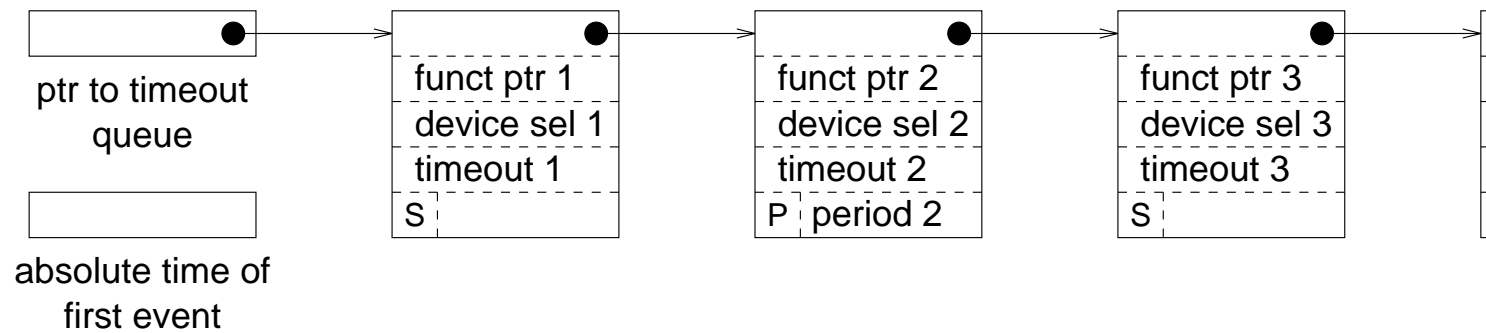 ptr to timeout
queue
absolute time of
first event
funct ptr 1
device sel 1
timeout 1
S
funct ptr 2
device sel 2
timeout 2
P period 2
funct ptr 3
device sel 3
timeout 3
S